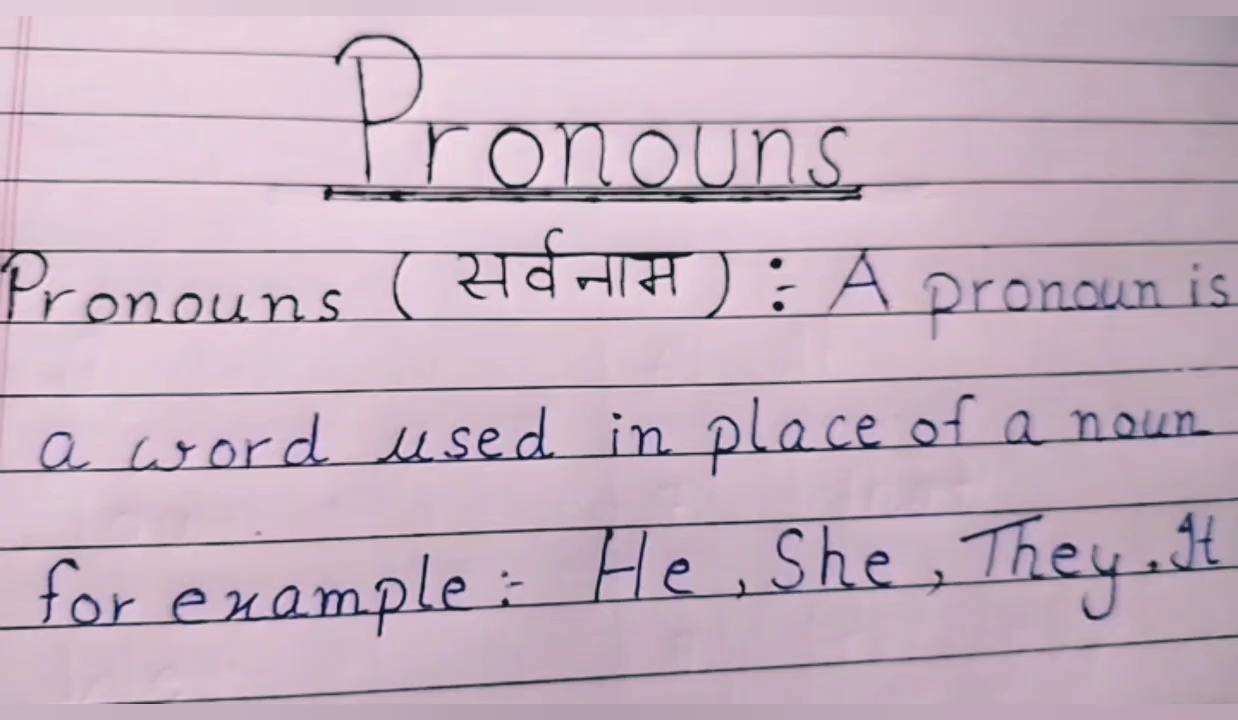 Pronouns
Pronouns (सर्वनाम) :- A pronoun is
a word used in place of a noun
for example :- He, She, They. It